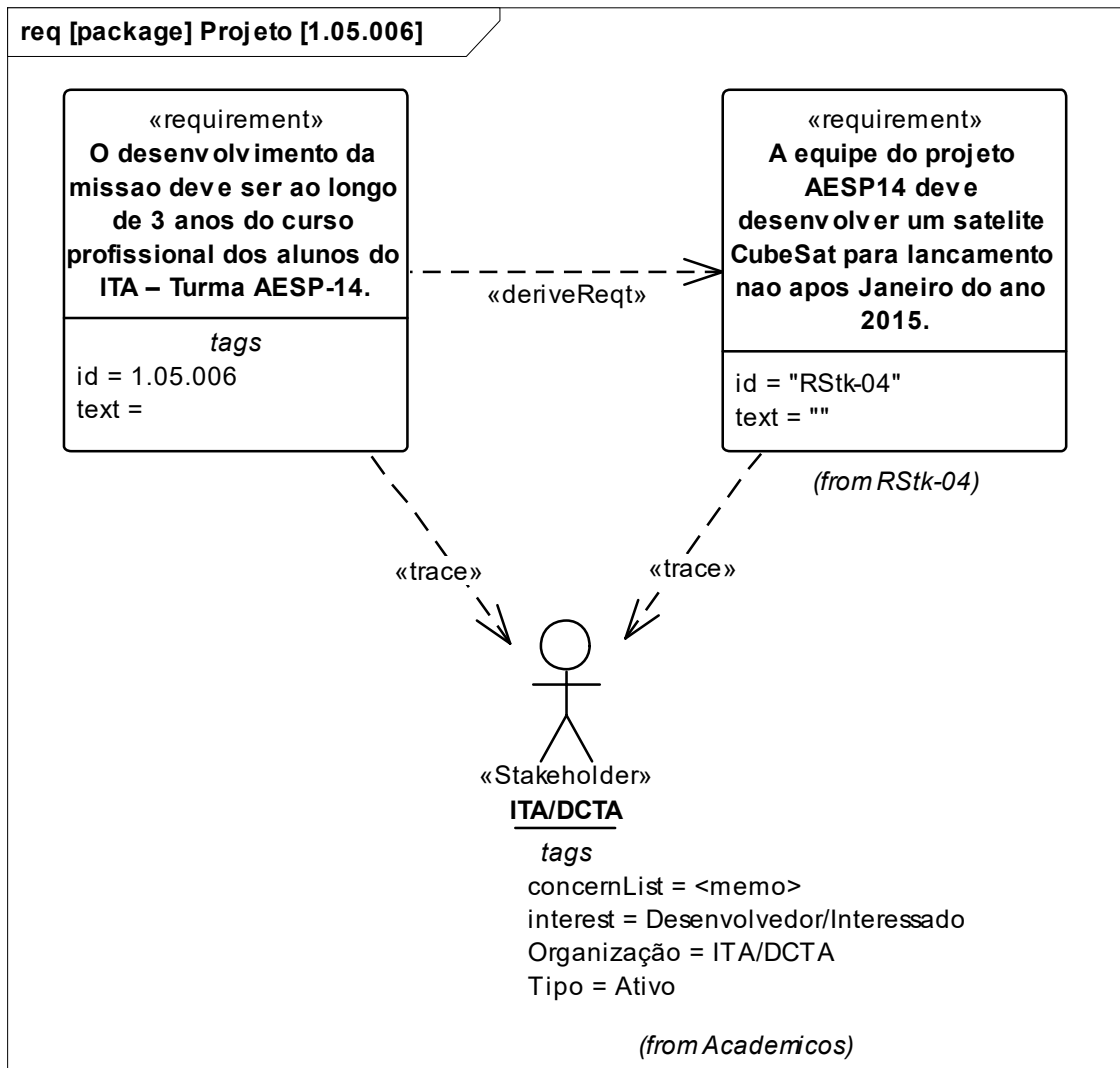 req [package] Projeto [1.05.006]
«requirement»
O desenvolvimento da
missao deve ser ao longo
de 3 anos do curso
profissional dos alunos do
ITA – Turma AESP-14.
tags
id = 1.05.006
text =
«requirement»
A equipe do projeto
AESP14 deve
desenvolver um satelite
CubeSat para lancamento
nao apos Janeiro do ano
2015.
id = "RStk-04"
text = ""
(from RStk-04)
«deriveReqt»
«trace»
«trace»
«Stakeholder»
ITA/DCTA
tags
concernList = <memo>
interest = Desenvolvedor/Interessado
Organização = ITA/DCTA
Tipo = Ativo
(from Academicos)